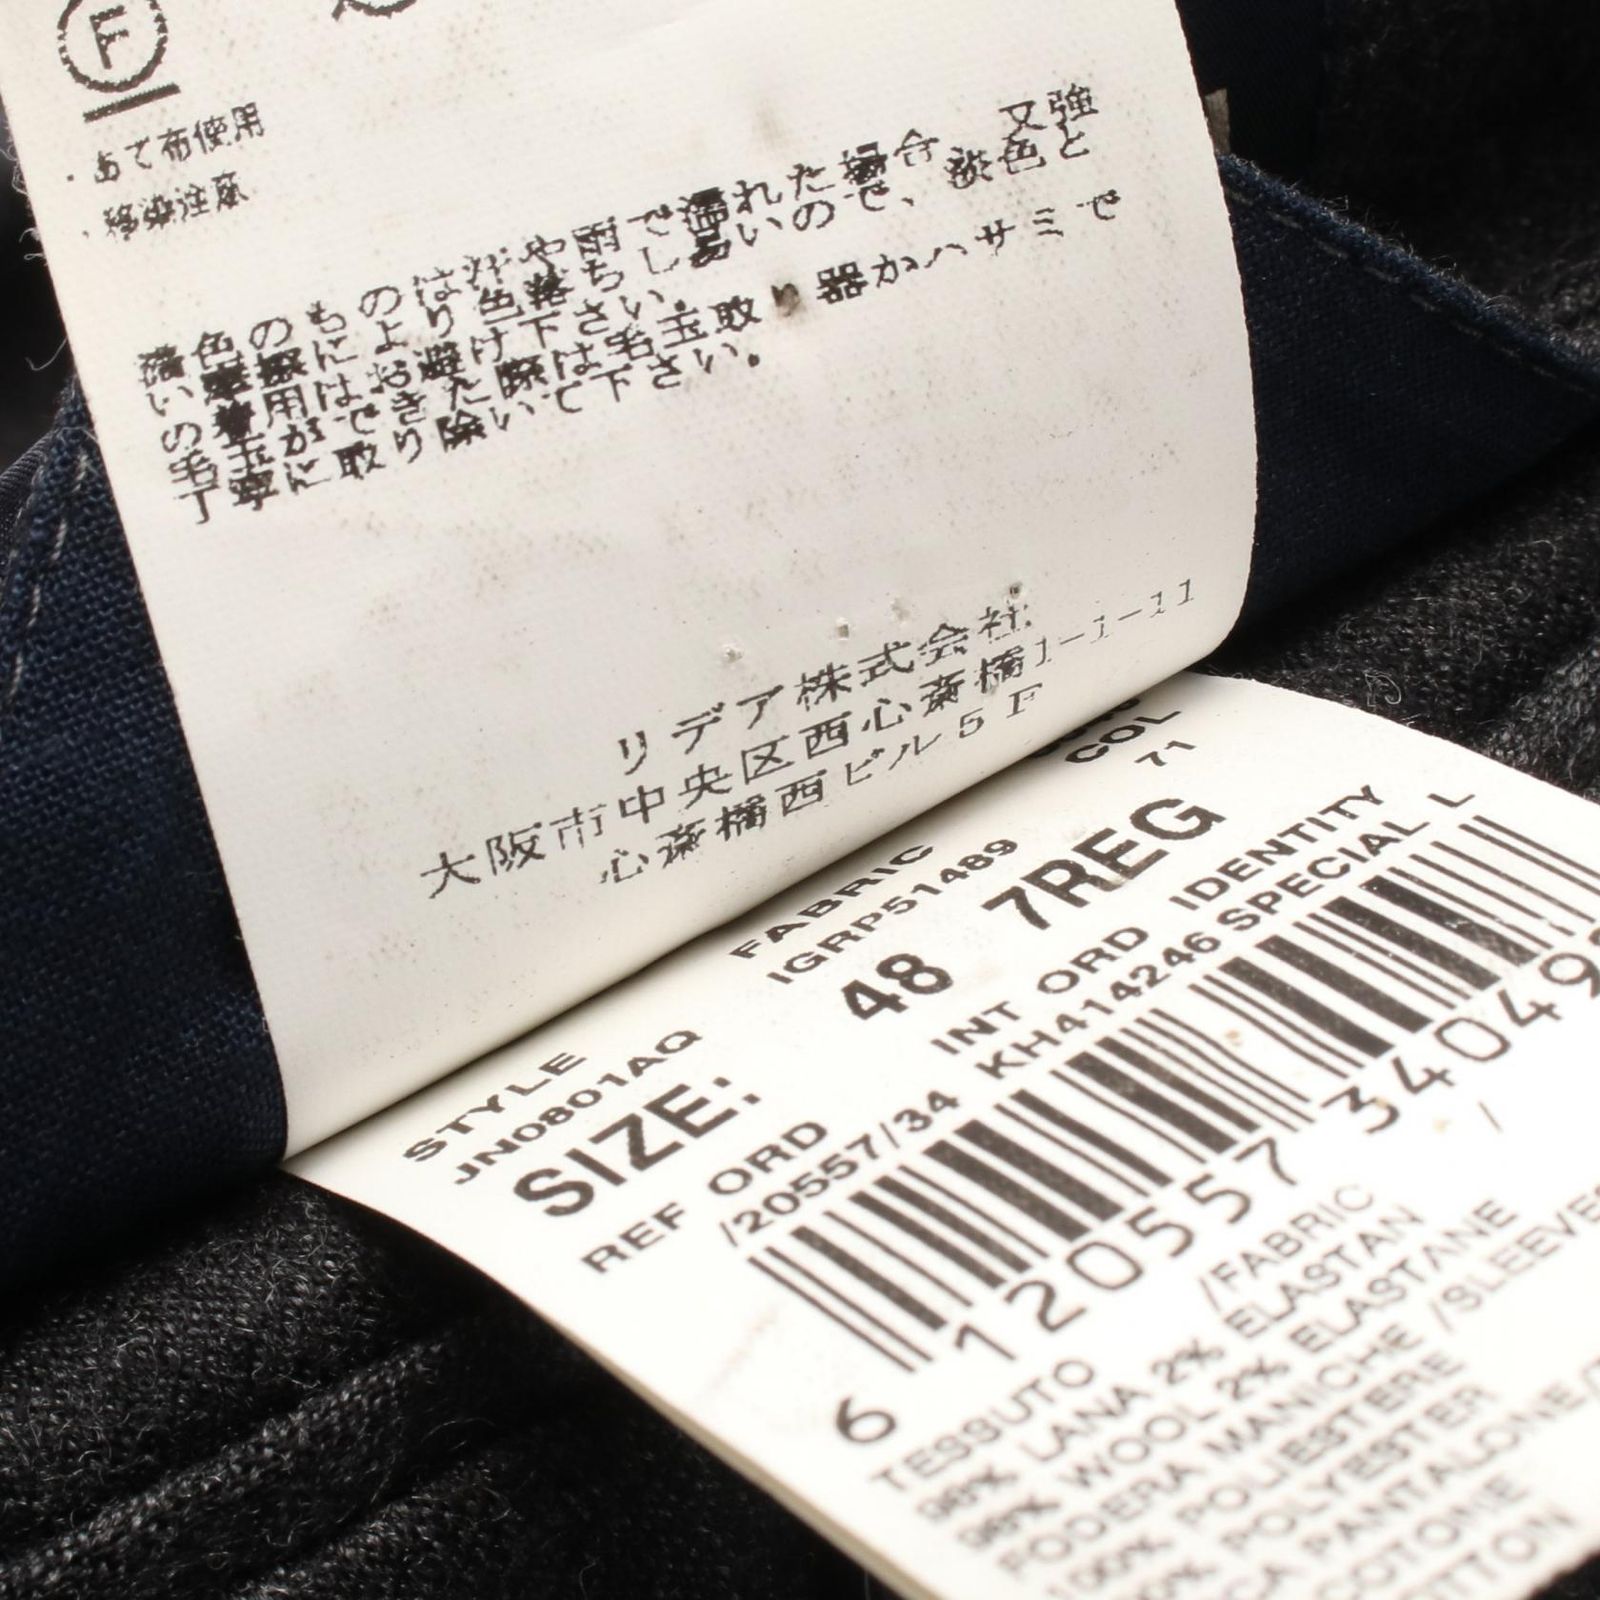 F
・あて布使用
・移染注意
濃色のものは汗や雨で濡れた場合 又強
い摩擦により色落ちし易いので、淡色と
の着用はお避け下さい。
毛玉ができた際は毛玉取り器かハサミで
丁寧に取り除いて下さい。
リデア株式会社
大阪市中央区西心斎橋1-1-11
心斎橋西ビル5F
STYLE FABRIC COL
JN0801AQ IGRP51489 71
SIZE: 48 7REG
REF ORD INT ORD IDENTITY
/20557/34 KH414246 SPECIAL L
6 120557 34049
TESSUTO /FABRIC
98% LANA 2% ELASTAN
98% WOOL 2% ELASTANE
FODERA MANICHE /SLEEVES
100% POLIESTERE
POLYESTER
PANTALONE/
COTONE